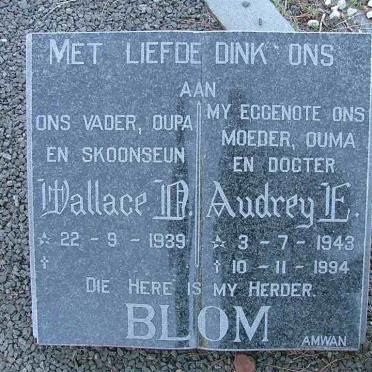 MET LIEFDE DINK ONS
AAN
ONS VADER, OUPA
EN SKOONSEUN
Wallace D.
☆ 22 - 9 - 1939
✝
MY EGGENOTE ONS
MOEDER, OUMA
EN DOGTER
Audrey E.
☆ 3 - 7 - 1943
✝ 10 - 11 - 1994
DIE HERE IS MY HERDER.
BLOM
AMWAN